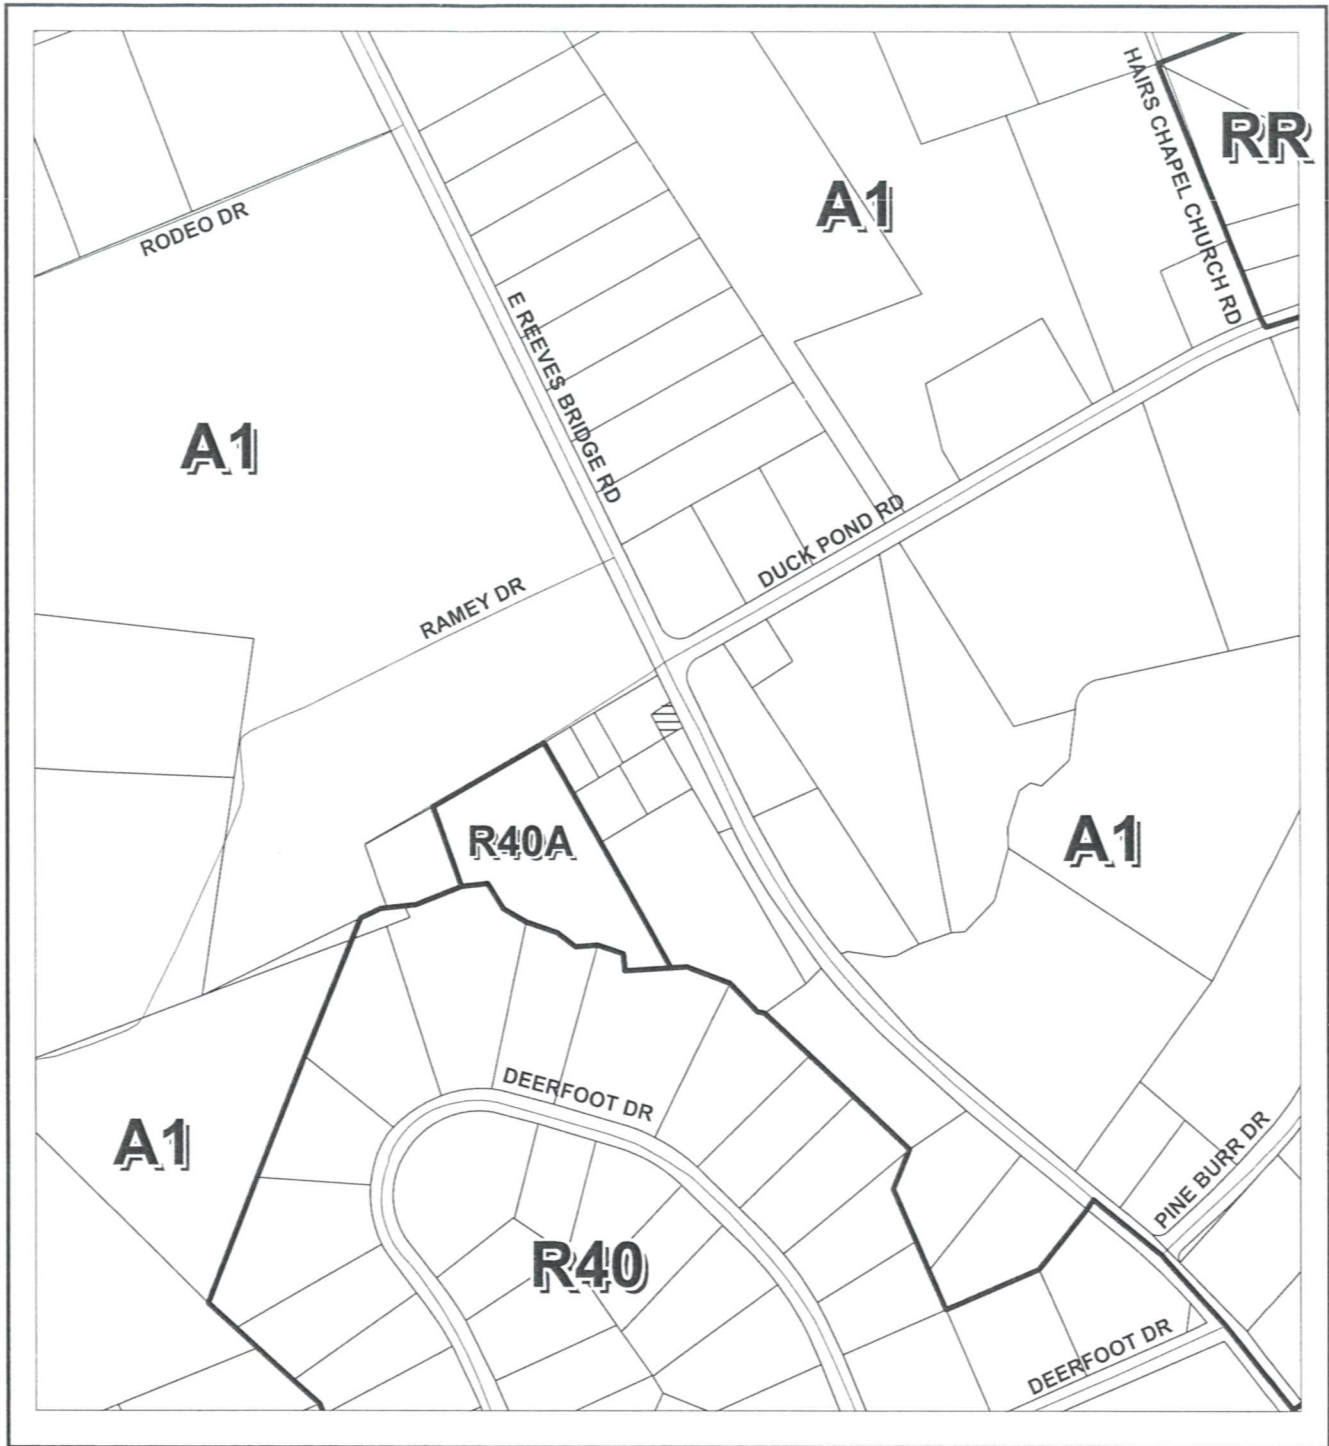 HAIRS CHAPEL CHURCH RD
RR
A1
RODEO DR
E REEVES BRIDGE RD
A1
DUCK POND RD
RAMEY DR
R40A
A1
DEERFOOT DR
A1
PINE BURR DR
R40
DEERFOOT DR